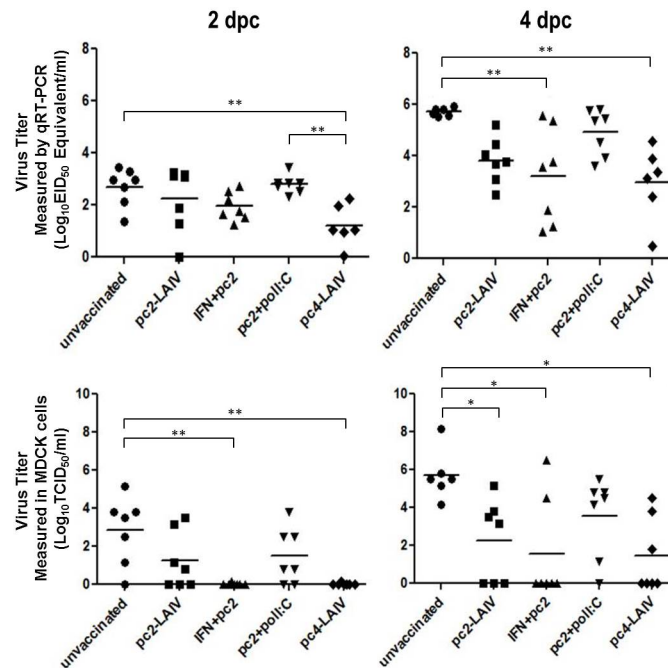 2 dpc
4 dpc
Virus Titer
Measured by qRT-PCR
(Log10EID50 Equivalent/ml)
8
6
4
2
0
**
**
unvaccinated
pc2-LAIV
IFN+pc2
pc2+polI:C
pc4-LAIV
8
6
4
2
0
**
**
unvaccinated
pc2-LAIV
IFN+pc2
pc2+polI:C
pc4-LAIV
Virus Titer
Measured in MDCK cells
(Log10 TCID50/ml)
10
8
6
4
2
0
**
**
unvaccinated
pc2-LAIV
IFN+pc2
pc2+polI:C
pc4-LAIV
10
8
6
4
2
0
*
*
*
unvaccinated
pc2-LAIV
IFN+pc2
pc2+polI:C
pc4-LAIV